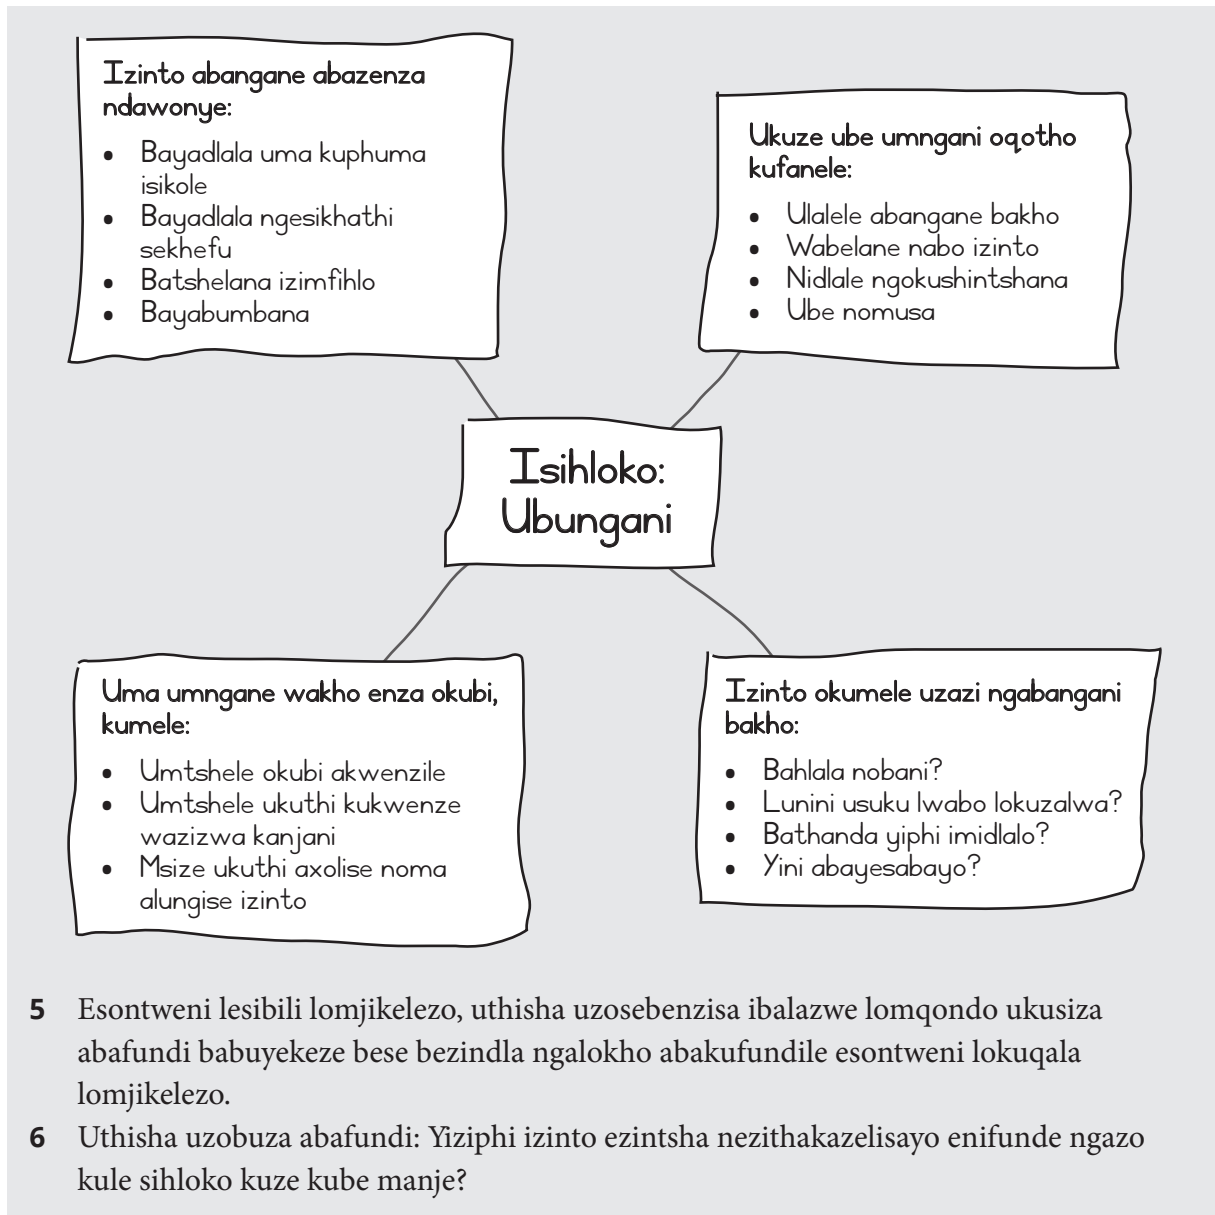 Izinto abangane abazenza
ndawonye:
• Bayadlala uma kuphuma
isikole
• Bayadlala ngesikhathi
sekhefu
• Batshelana izimfihlo
• Bayabumbana
Ukuze ube umngani oqotho
kufanele:
• Ulalele abangane bakho
• Wabelane nabo izinto
• Nidlale ngokushintshana
• Ube nomusa
Isihloko:
Ubungani
Uma umngane wakho enza okubi,
kumele:
• Umtshele okubi akwenzile
• Umtshele ukuthi kukwenze
wazizwa kanjani
• Msize ukuthi axolise noma
alungise izinto
Izinto okumele uzazi ngabangani
bakho:
• Bahlala nobani?
• Lunini usuku lwabo lokuzalwa?
• Bathanda yiphi imidlalo?
• Yini abayesabayo?
5 Esontweni lesibili lomjikelezo, uthisha uzosebenzisa ibalazwe lomqondo ukusiza
abafundi babuyekeze bese bezindla ngalokho abakufundile esontweni lokuqala
lomjikelezo.
6 Uthisha uzobuza abafundi: Yiziphi izinto ezintsha nezithakazelisayo enifunde ngazo
kule sihloko kuze kube manje?